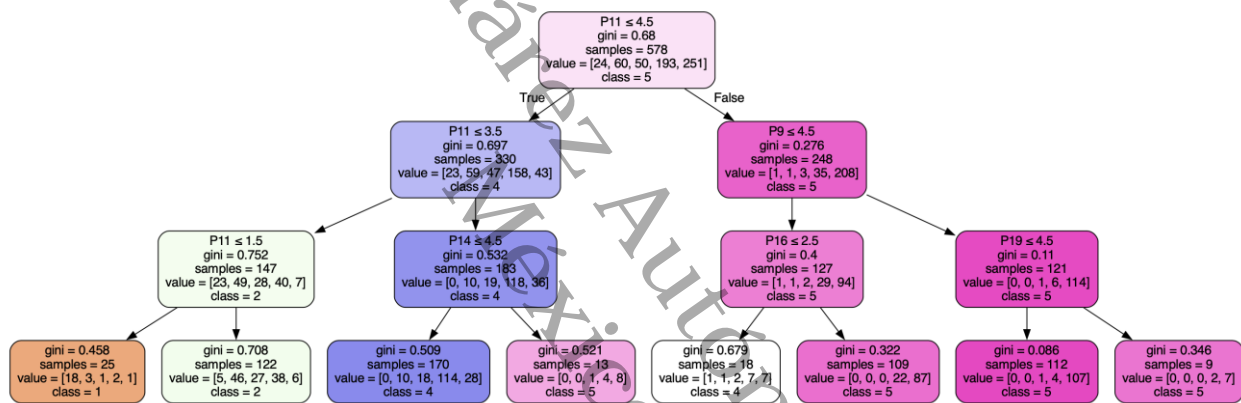 P11 ≤ 4.5
gini = 0.68
samples = 578
value = [24, 60, 50, 193, 251]
class = 5
True
False
P11 ≤ 3.5
gini = 0.697
samples = 330
value = [23, 59, 47, 158, 43]
class = 4
P9 ≤ 4.5
gini = 0.276
samples = 248
value = [1, 1, 3, 35, 208]
class = 5
P11 ≤ 1.5
gini = 0.752
samples = 147
value = [23, 49, 28, 40, 7]
class = 2
P14 ≤ 4.5
gini = 0.532
samples = 183
value = [0, 10, 19, 118, 36]
class = 4
P16 ≤ 2.5
gini = 0.4
samples = 127
value = [1, 1, 2, 29, 94]
class = 5
P19 ≤ 4.5
gini = 0.11
samples = 121
value = [0, 0, 1, 6, 114]
class = 5
gini = 0.458
samples = 25
value = [18, 3, 1, 2, 1]
class = 1
gini = 0.708
samples = 122
value = [5, 46, 27, 38, 6]
class = 2
gini = 0.509
samples = 170
value = [0, 10, 18, 114, 28]
class = 4
gini = 0.521
samples = 13
value = [0, 0, 1, 4, 8]
class = 5
gini = 0.679
samples = 18
value = [1, 1, 2, 7, 7]
class = 4
gini = 0.322
samples = 109
value = [0, 0, 0, 22, 87]
class = 5
gini = 0.086
samples = 112
value = [0, 0, 1, 4, 107]
class = 5
gini = 0.346
samples = 9
value = [0, 0, 0, 2, 7]
class = 5